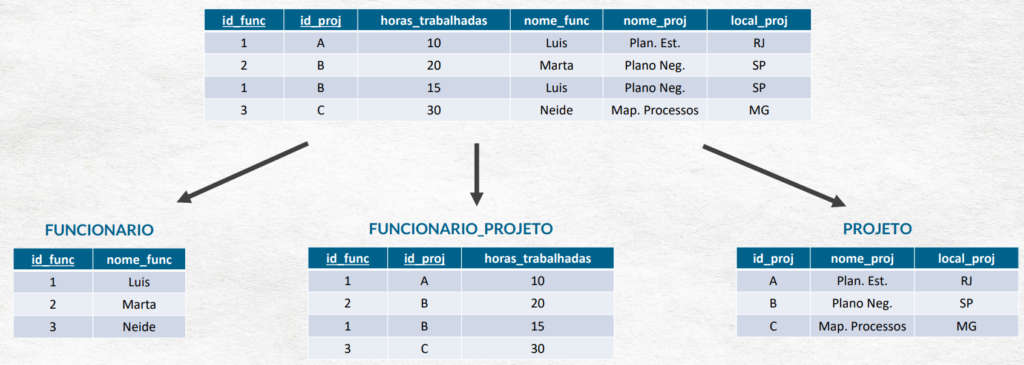 id_func id_proj horas_trabalhadas nome_func nome_proj local_proj
1 A 10 Luis Plan. Est. RJ
2 B 20 Marta Plano Neg. SP
1 B 15 Luis Plano Neg. SP
3 C 30 Neide Map. Processos MG
FUNCIONARIO
id_func nome_func
1 Luis
2 Marta
3 Neide
FUNCIONARIO_PROJETO
id_func id_proj horas_trabalhadas
1 A 10
2 B 20
1 B 15
3 C 30
PROJETO
id_proj nome_proj local_proj
A Plan. Est. RJ
B Plano Neg. SP
C Map. Processos MG